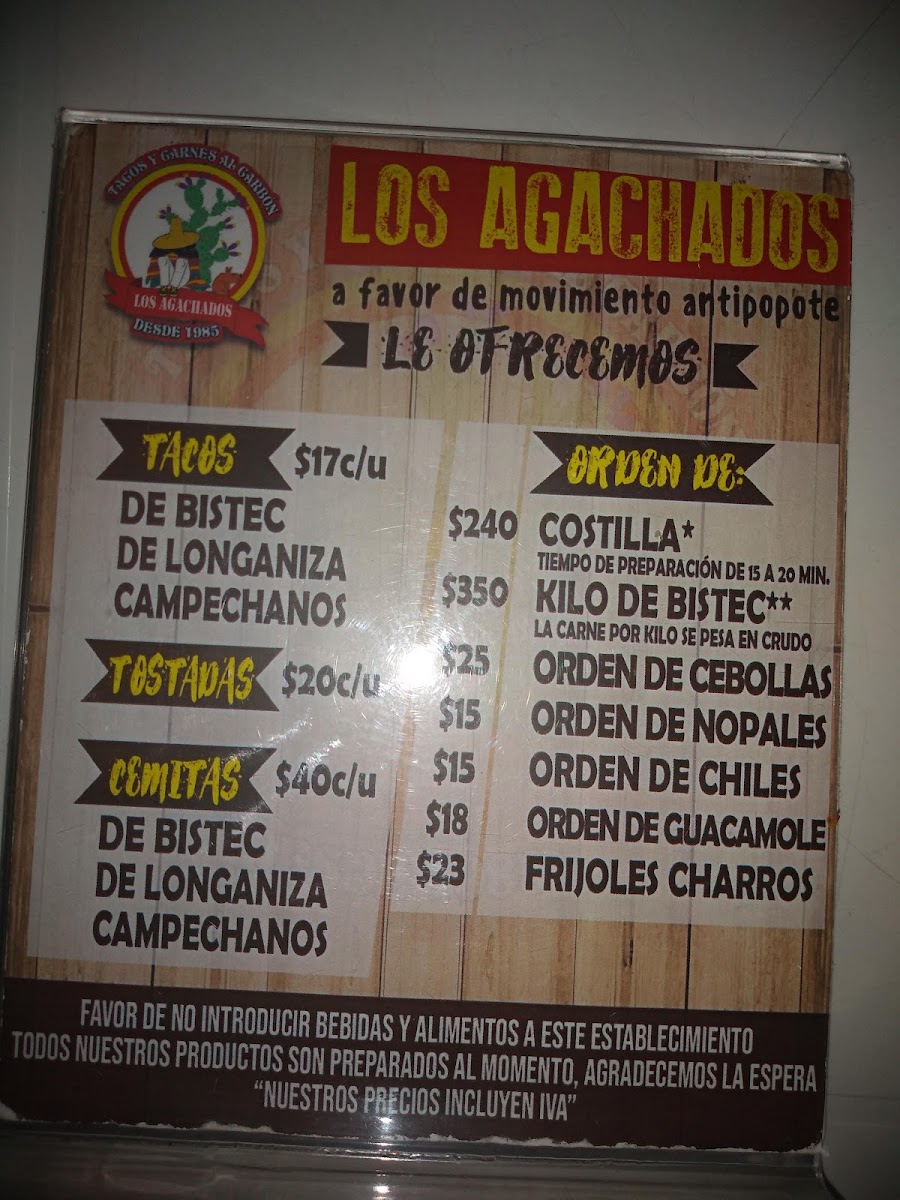 TACOS Y CARNES AL CARBON
LOS AGACHADOS
DESDE 1985
LOS AGACHADOS
a favor de movimiento antipopote
LE OFRECEMOS
TACOS $17c/u
DE BISTEC
DE LONGANIZA
CAMPECHANOS
TOSTADAS $20c/u
CEMITAS $40c/u
DE BISTEC
DE LONGANIZA
CAMPECHANOS
ORDEN DE:
$240 COSTILLA*
TIEMPO DE PREPARACIÓN DE 15 A 20 MIN.
$350 KILO DE BISTEC**
LA CARNE POR KILO SE PESA EN CRUDO
$25 ORDEN DE CEBOLLAS
$15 ORDEN DE NOPALES
$15 ORDEN DE CHILES
$18 ORDEN DE GUACAMOLE
$23 FRIJOLES CHARROS
FAVOR DE NO INTRODUCIR BEBIDAS Y ALIMENTOS A ESTE ESTABLECIMIENTO
TODOS NUESTROS PRODUCTOS SON PREPARADOS AL MOMENTO, AGRADECEMOS LA ESPERA
"NUESTROS PRECIOS INCLUYEN IVA"